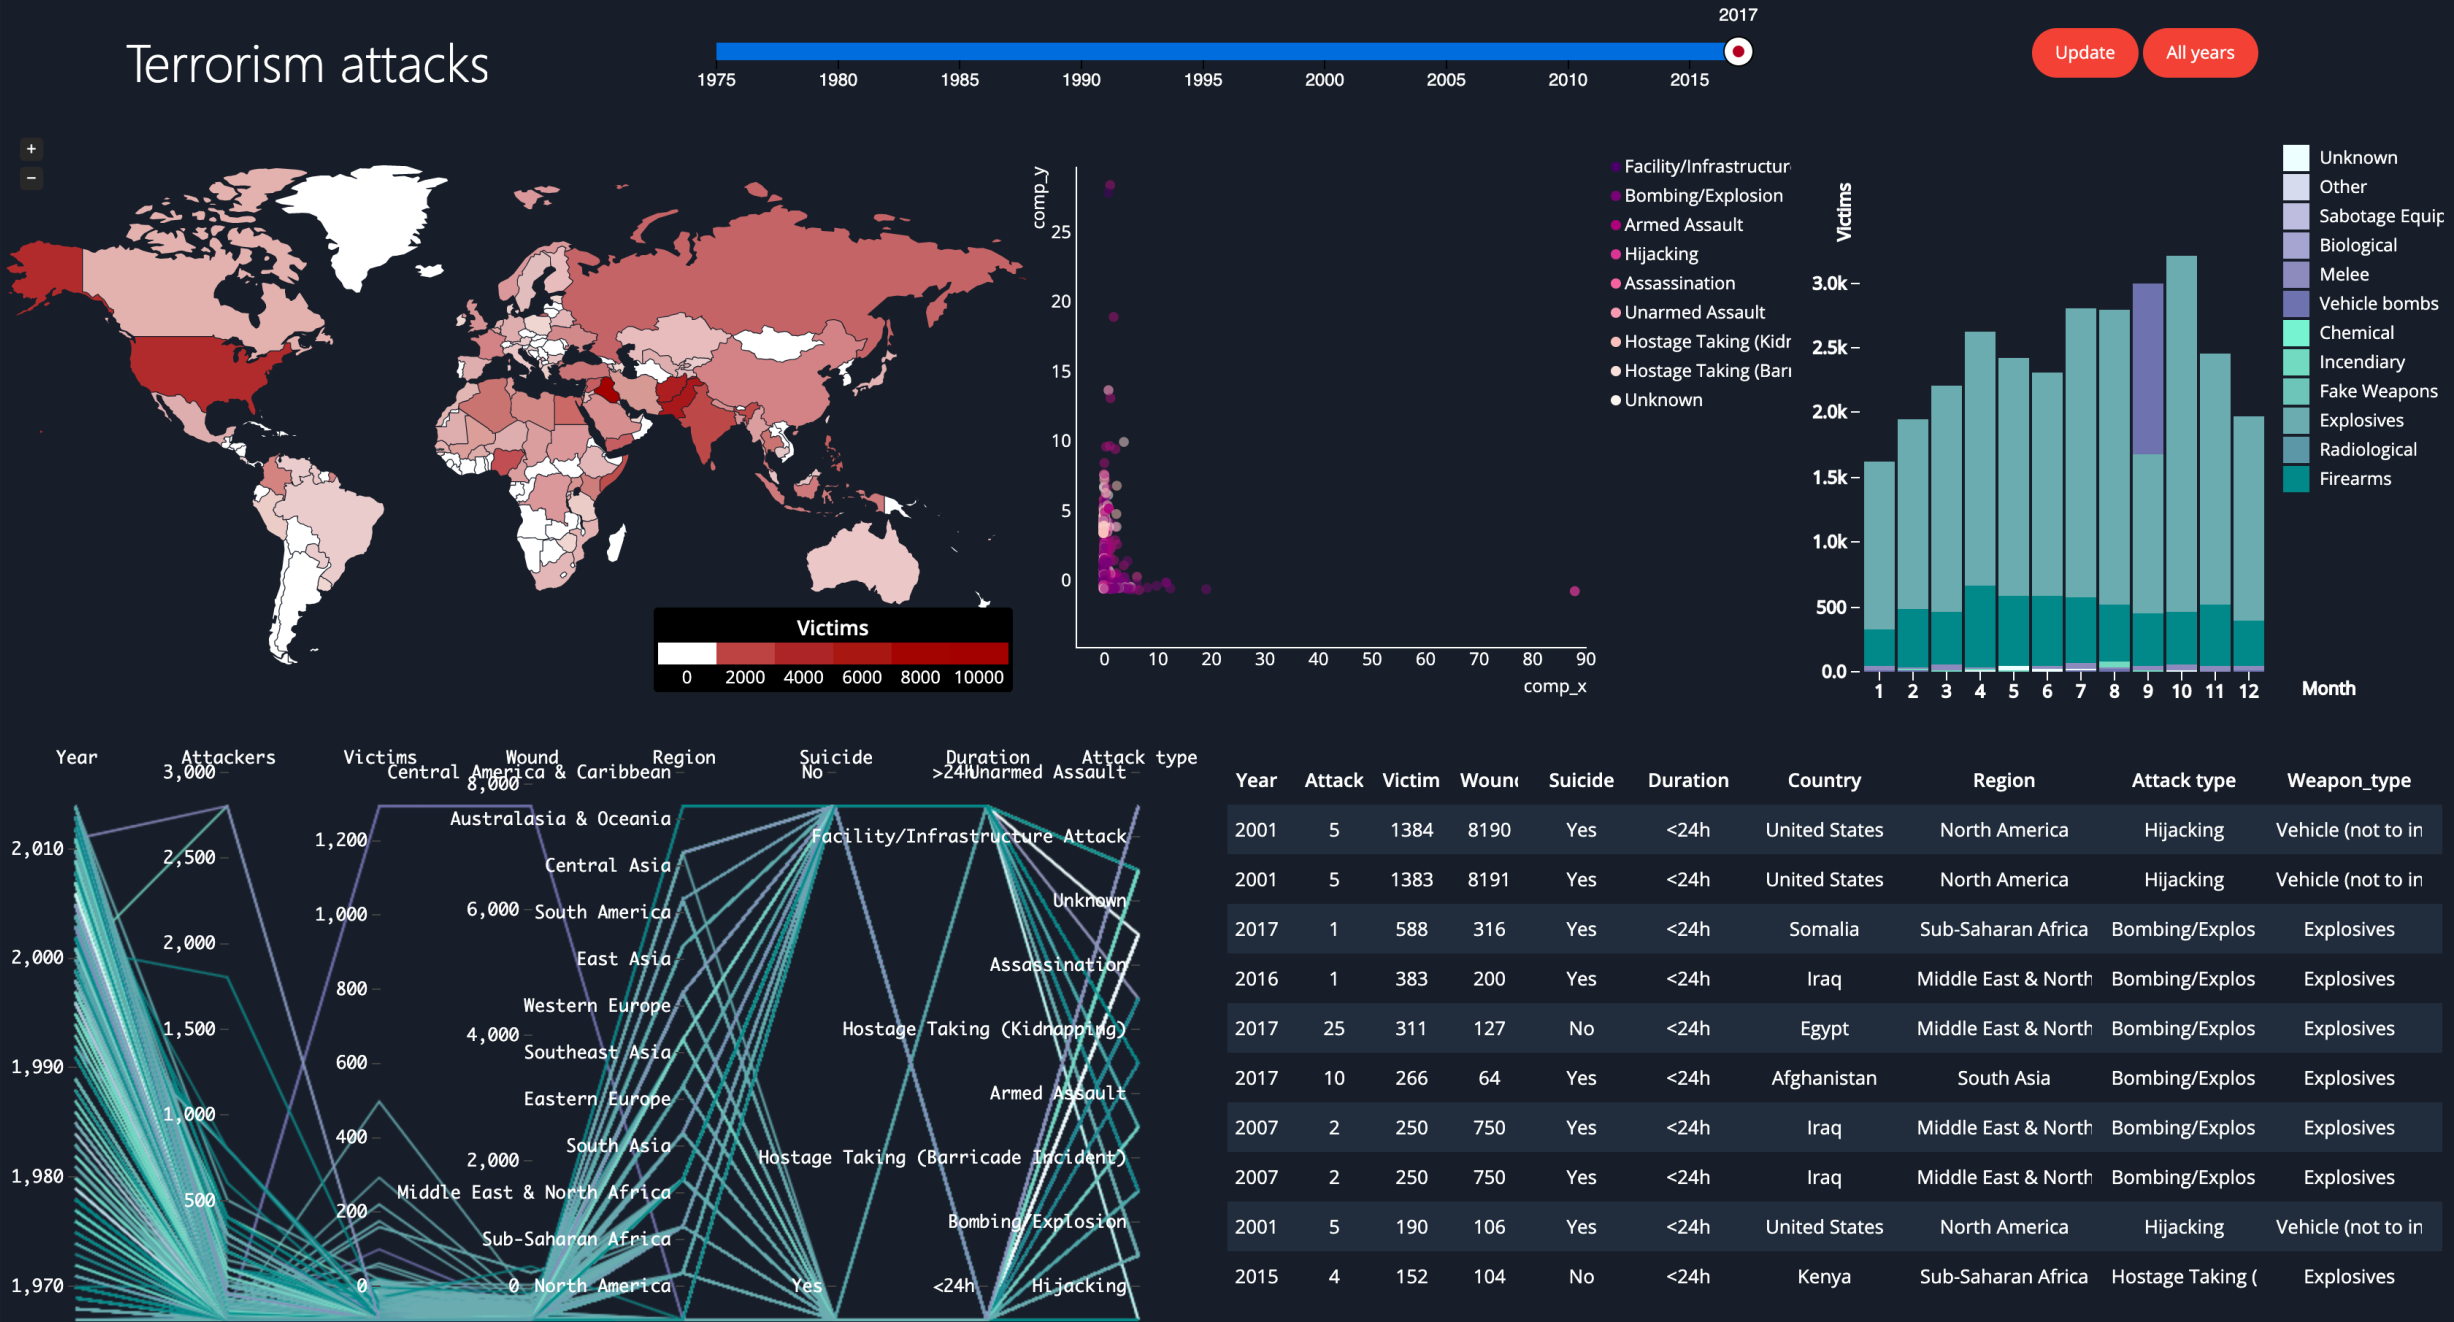 2017
Terrorism attacks
Update
All years
1975 1980 1985 1990 1995 2000 2005 2010 2015
+
−
Victims
0 2000 4000 6000 8000 10000
comp_y
25
20
15
10
5
0
0 10 20 30 40 50 60 70 80 90
comp_x
Facility/Infrastructur
Bombing/Explosion
Armed Assault
Hijacking
Assassination
Unarmed Assault
Hostage Taking (Kidr
Hostage Taking (Barr
Unknown
Victims
3.0k
2.5k
2.0k
1.5k
1.0k
500
0.0
1 2 3 4 5 6 7 8 9 10 11 12
Month
Unknown
Other
Sabotage Equip
Biological
Melee
Vehicle bombs
Chemical
Incendiary
Fake Weapons
Explosives
Radiological
Firearms
Year
2,010
2,000
1,990
1,980
1,970
Attackers
3,000
2,500
2,000
1,500
1,000
500
Victims
1,200
1,000
800
600
400
200
0
Wound
8,000
6,000
4,000
2,000
0
Region
Central America & Caribbean
Australasia & Oceania
Central Asia
South America
East Asia
Western Europe
Southeast Asia
Eastern Europe
South Asia
Middle East & North Africa
Sub-Saharan Africa
North America
Suicide
No
Yes
Duration
>24h
<24h
Attack type
Unarmed Assault
Facility/Infrastructure Attack
Unknown
Assassination
Hostage Taking (Kidnapping)
Armed Assault
Hostage Taking (Barricade Incident)
Bombing/Explosion
Hijacking
Year Attack Victim Wound Suicide Duration Country Region Attack type Weapon_type
2001 5 1384 8190 Yes <24h United States North America Hijacking Vehicle (not to in
2001 5 1383 8191 Yes <24h United States North America Hijacking Vehicle (not to in
2017 1 588 316 Yes <24h Somalia Sub-Saharan Africa Bombing/Explos Explosives
2016 1 383 200 Yes <24h Iraq Middle East & North Bombing/Explos Explosives
2017 25 311 127 No <24h Egypt Middle East & North Bombing/Explos Explosives
2017 10 266 64 Yes <24h Afghanistan South Asia Bombing/Explos Explosives
2007 2 250 750 Yes <24h Iraq Middle East & North Bombing/Explos Explosives
2007 2 250 750 Yes <24h Iraq Middle East & North Bombing/Explos Explosives
2001 5 190 106 Yes <24h United States North America Hijacking Vehicle (not to in
2015 4 152 104 No <24h Kenya Sub-Saharan Africa Hostage Taking ( Explosives